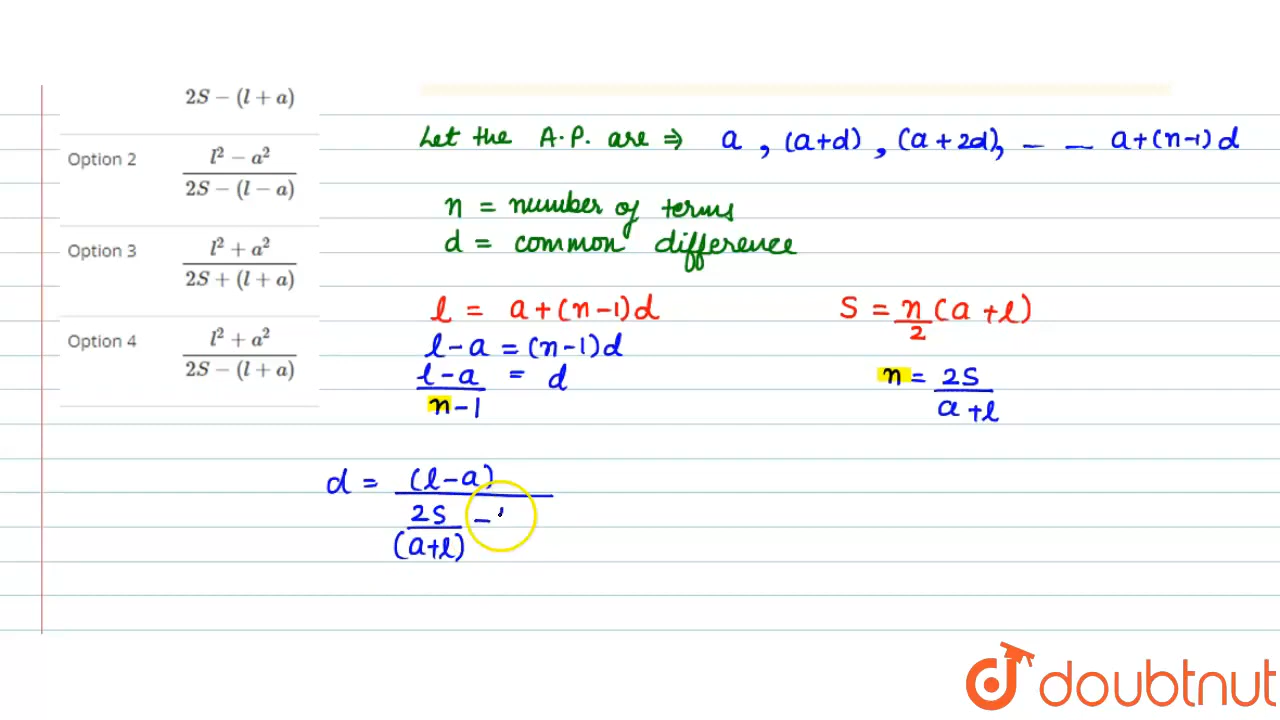 2S − (l + a)
Option 2 l² − a² / 2S − (l − a)
Option 3 l² + a² / 2S + (l + a)
Option 4 l² + a² / 2S − (l + a)
Let the A.P. are ⇒ a, (a+d), (a+2d), – – a+(n-1)d
n = number of terms
d = common difference
l = a+(n-1)d
l-a = (n-1)d
l-a / n-1 = d
S = n/2 (a+l)
n = 2S / a+l
d = (l-a) / 2S/(a+l) -
doubtnut